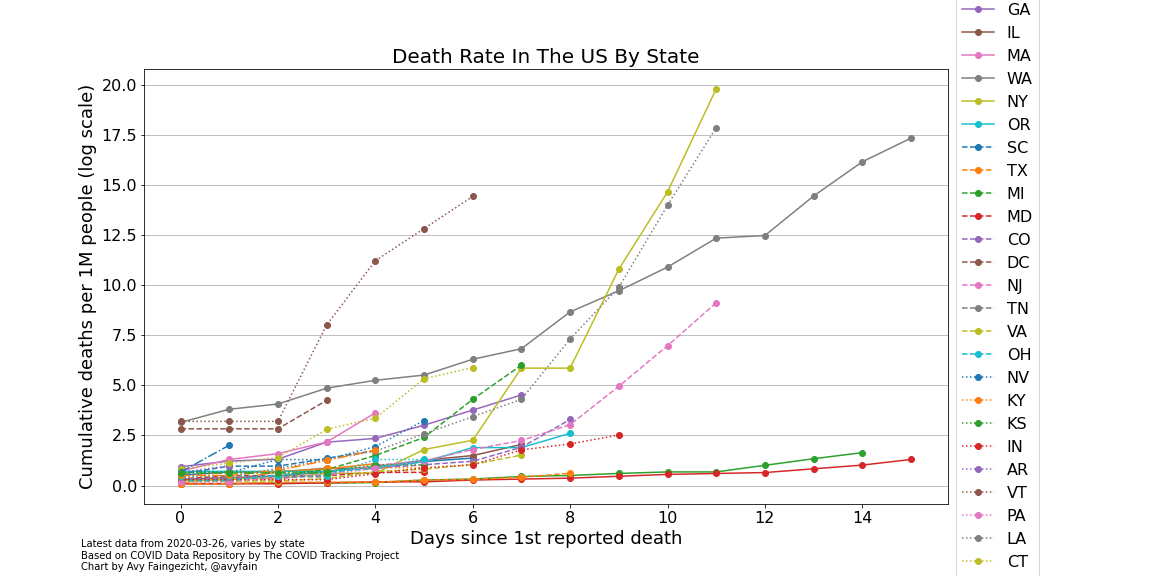 Death Rate In The US By State
Cumulative deaths per 1M people (log scale)
20.0
17.5
15.0
12.5
10.0
7.5
5.0
2.5
0.0
0 2 4 6 8 10 12 14
Days since 1st reported death
Latest data from 2020-03-26, varies by state
Based on COVID Data Repository by The COVID Tracking Project
Chart by Avy Faingezicht, @avyfain
GA
IL
MA
WA
NY
OR
SC
TX
MI
MD
CO
DC
NJ
TN
VA
OH
NV
KY
KS
IN
AR
VT
PA
LA
CT